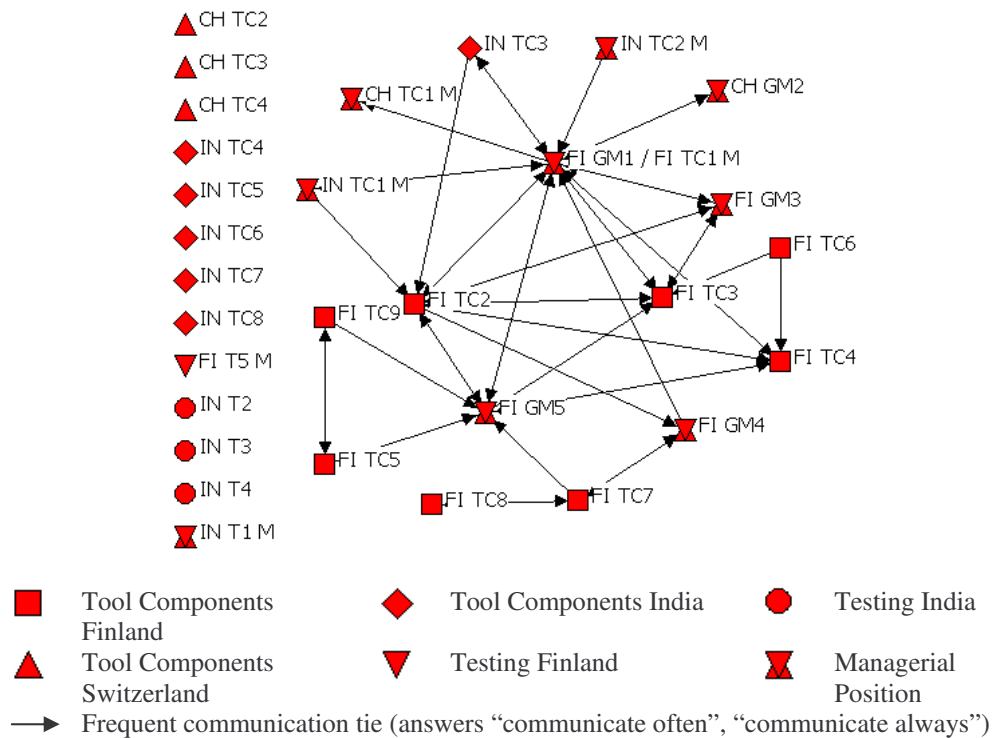 CH TC2
CH TC3
CH TC4
IN TC4
IN TC5
IN TC6
IN TC7
IN TC8
FI T5 M
IN T2
IN T3
IN T4
IN T1 M
IN TC3
IN TC2 M
CH TC1 M
CH GM2
FI GM1 / FI TC1 M
IN TC1 M
FI GM3
FI TC6
FI TC2
FI TC3
FI TC9
FI TC4
FI GM5
FI GM4
FI TC5
FI TC8
FI TC7
Tool Components
Finland
Tool Components India
Testing India
Tool Components
Switzerland
Testing Finland
Managerial
Position
Frequent communication tie (answers “communicate often”, “communicate always”)